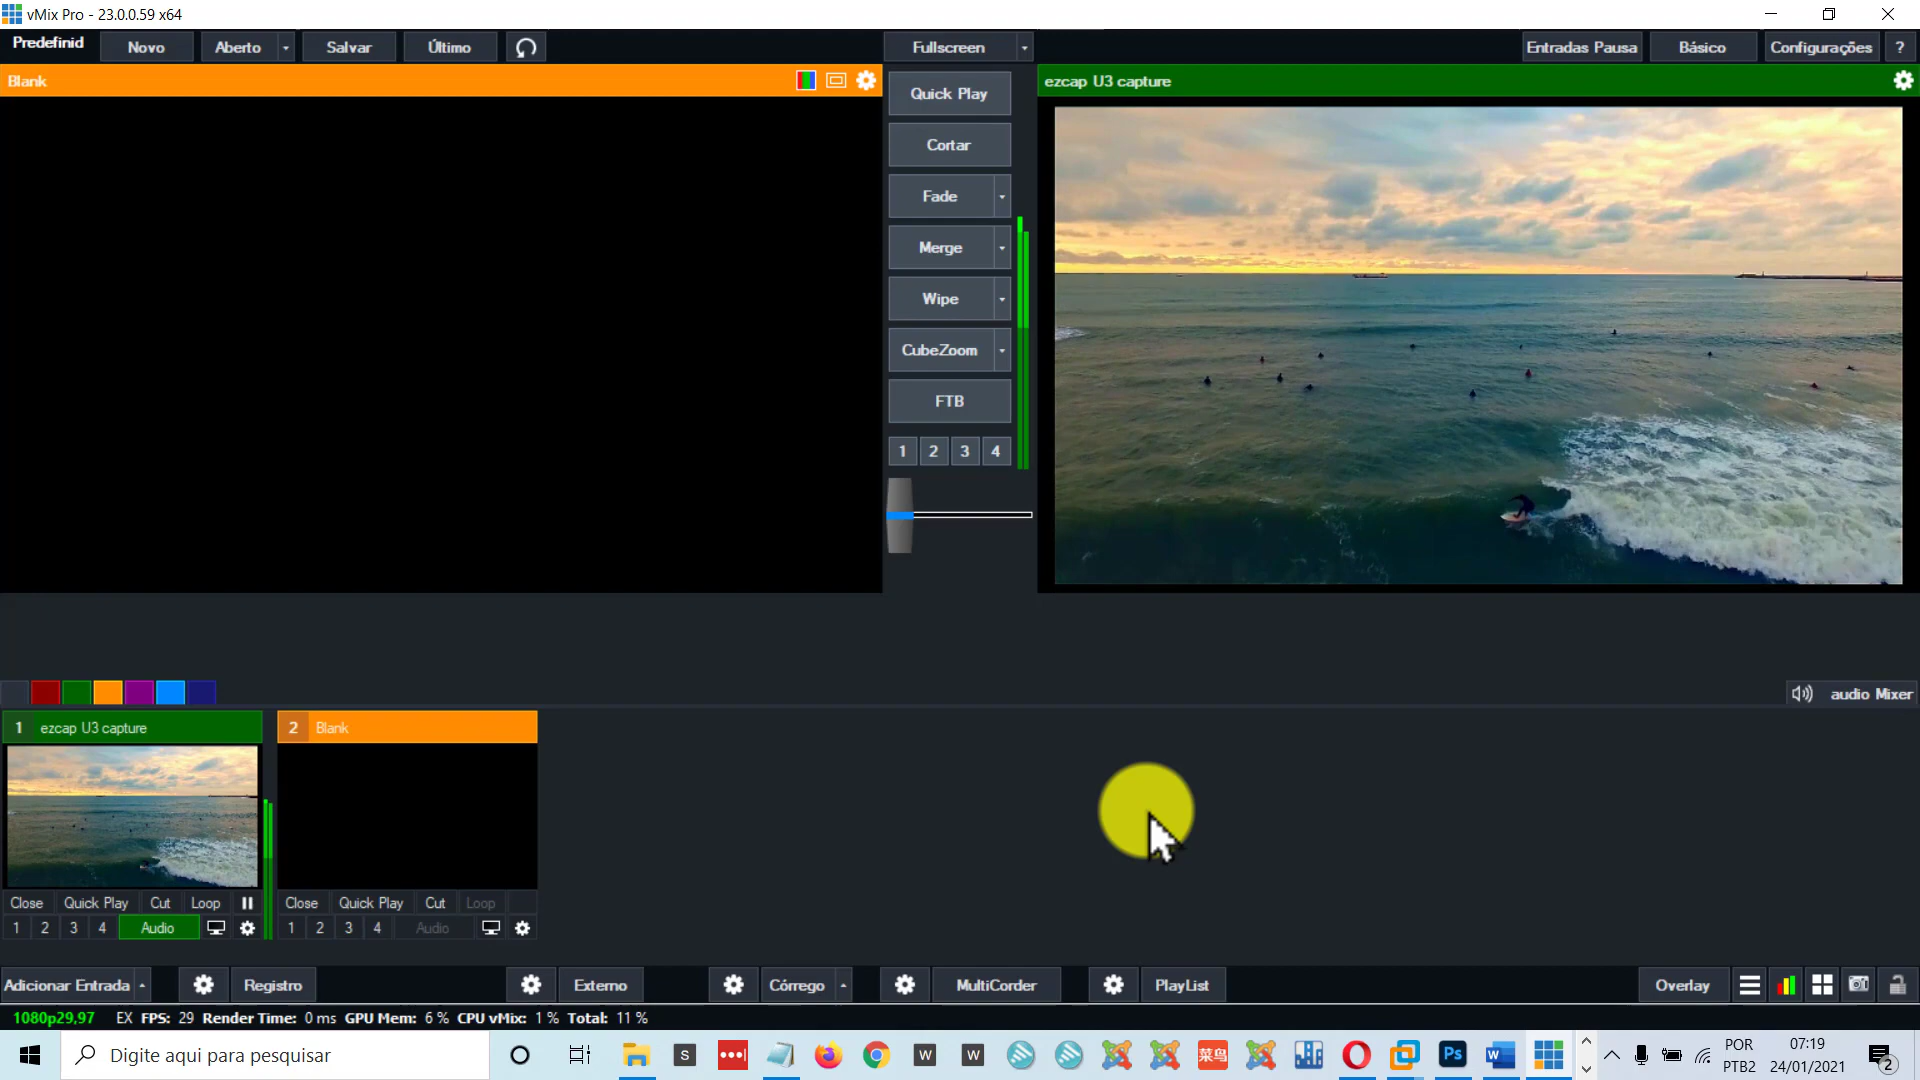 vMix Pro - 23.0.0.59 x64
Predefinid Novo Aberto Salvar Último Fullscreen Entradas Pausa Básico Configurações ?
Blank
ezcap U3 capture
Quick Play
Cortar
Fade
Merge
Wipe
CubeZoom
FTB
1 2 3 4
audio Mixer
1 ezcap U3 capture
2 Blank
Close Quick Play Cut Loop
1 2 3 4 Audio
Close Quick Play Cut Loop
1 2 3 4 Audio
Adicionar Entrada Registro Externo Córrego MultiCorder PlayList Overlay
1080p29,97 EX FPS: 29 Render Time: 0 ms GPU Mem: 6 % CPU vMix: 1 % Total: 11 %
Digite aqui para pesquisar
S
W
W
菜鸟
Ps
W
POR
PTB2
07:19
24/01/2021
2